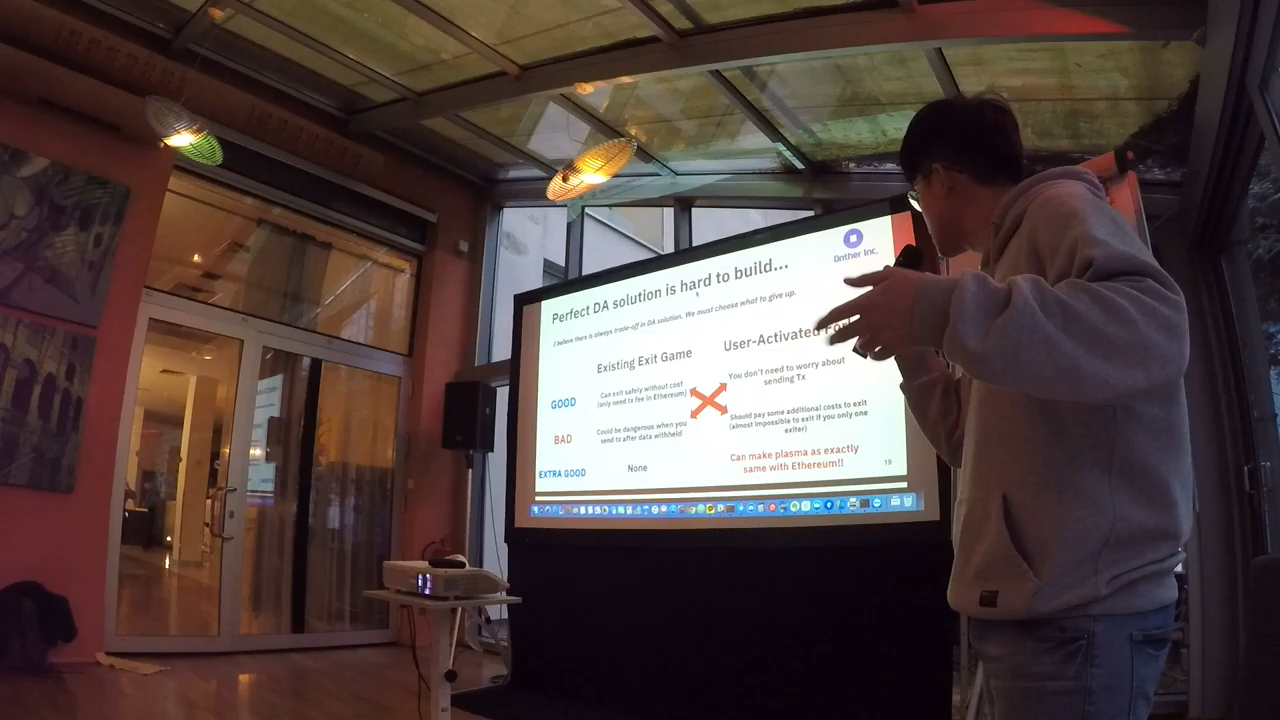 Onther Inc.
Perfect DA solution is hard to build...
I believe there is always trade-off in DA solution. We must choose what to give up.
Existing Exit Game
User-Activated Fork
GOOD
Can exit safely without cost
(only need tx fee in Ethereum)
You don't need to worry about
sending Tx
BAD
Could be dangerous when you
send tx after data withheld
Should pay some additional costs to exit
(almost impossible to exit if you only one
exiter)
EXTRA GOOD
None
Can make plasma as exactly
same with Ethereum!!
19